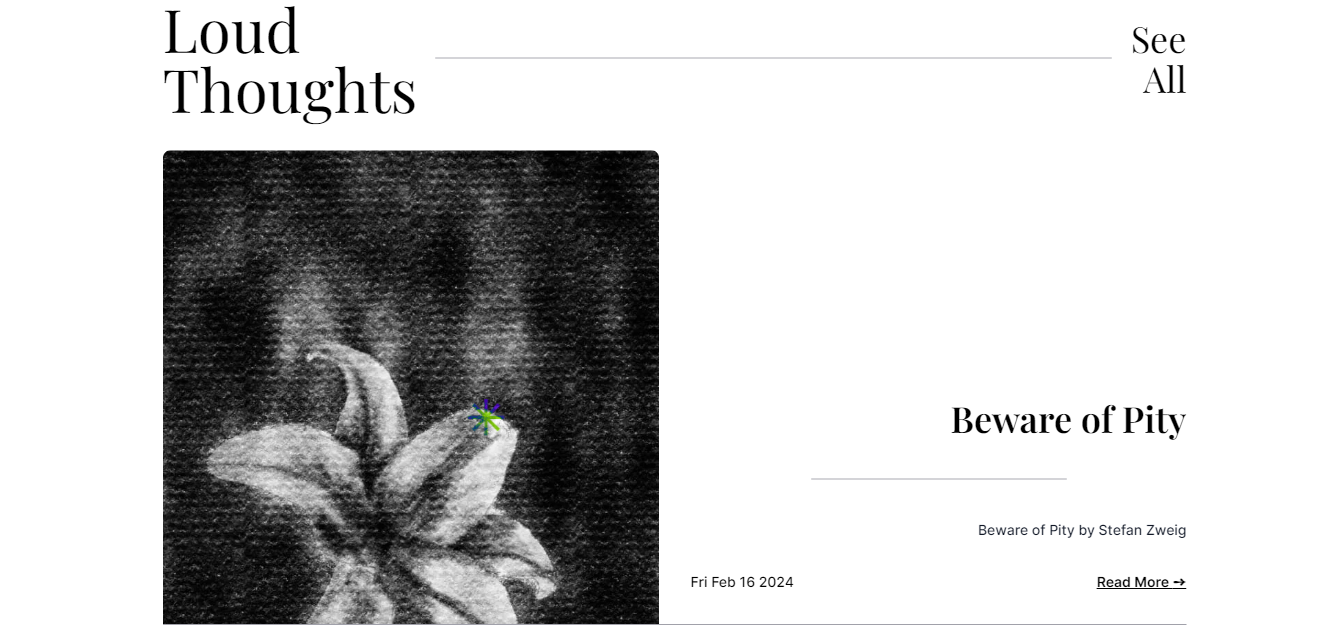 Loud
Thoughts
See
All
Beware of Pity
Beware of Pity by Stefan Zweig
Fri Feb 16 2024
Read More →